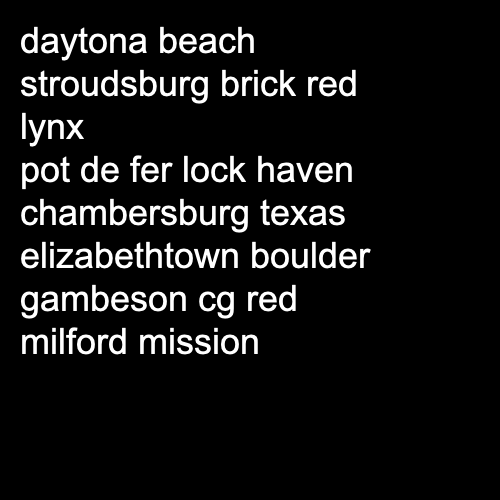 daytona beach
stroudsburg brick red
lynx
pot de fer lock haven
chambersburg texas
elizabethtown boulder
gambeson cg red
milford mission